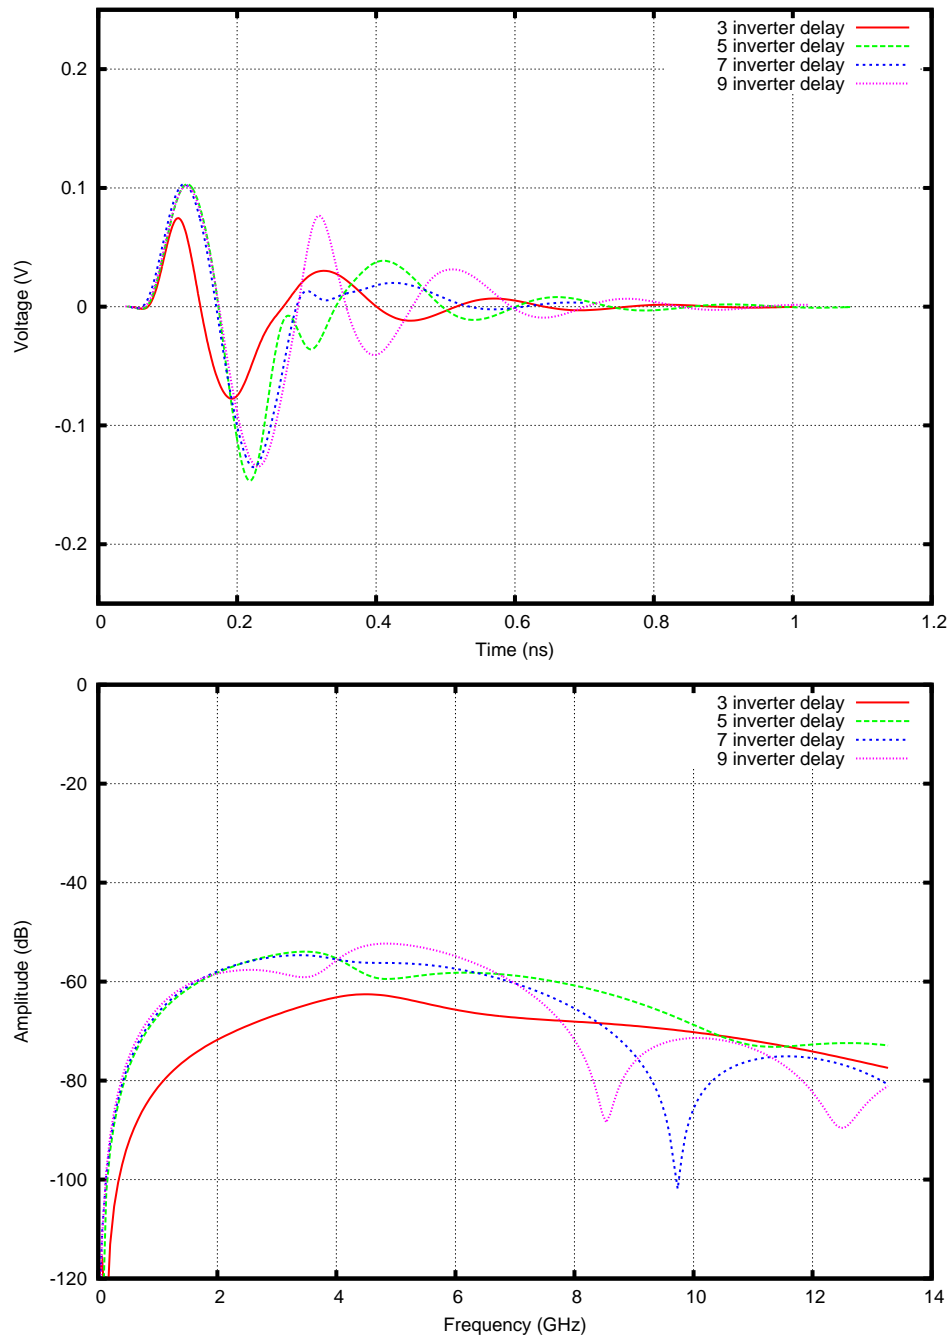 3 inverter delay
5 inverter delay
7 inverter delay
9 inverter delay
0.2
0.1
0
-0.1
-0.2
Voltage (V)
0 0.2 0.4 0.6 0.8 1 1.2
Time (ns)
3 inverter delay
5 inverter delay
7 inverter delay
9 inverter delay
0
-20
-40
-60
-80
-100
-120
Amplitude (dB)
0 2 4 6 8 10 12 14
Frequency (GHz)